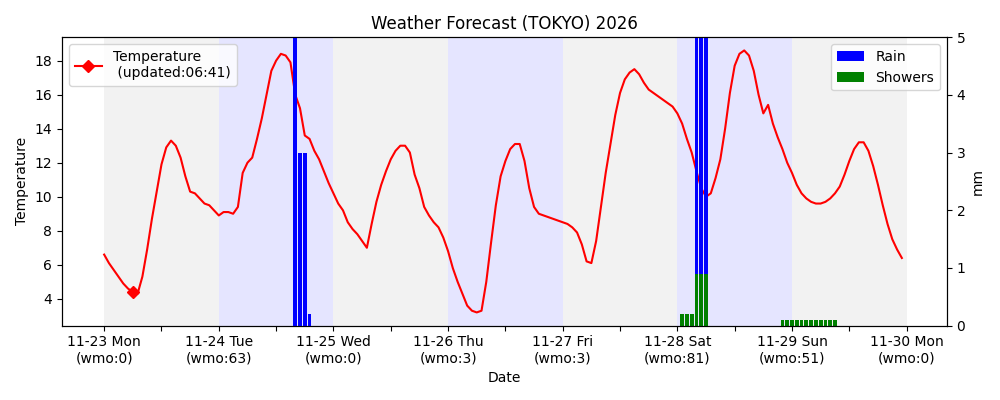 Weather Forecast (TOKYO) 2026
Temperature
(updated:06:41)
Rain
Showers
Temperature
18
16
14
12
10
8
6
4
5
4
3
2
1
0
mm
11-23 Mon
(wmo:0)
11-24 Tue
(wmo:63)
11-25 Wed
(wmo:0)
11-26 Thu
(wmo:3)
11-27 Fri
(wmo:3)
11-28 Sat
(wmo:81)
11-29 Sun
(wmo:51)
11-30 Mon
(wmo:0)
Date